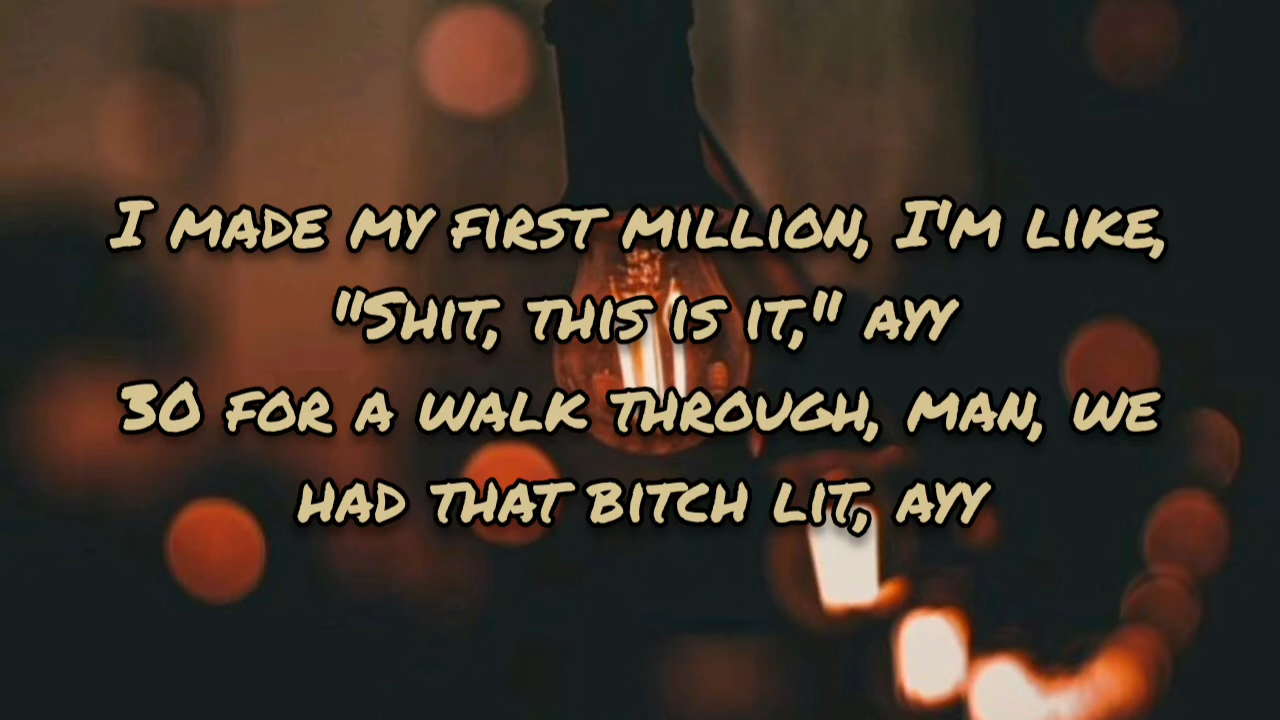 I made my first million, I'm like,
"Shit, this is it," ayy
30 for a walk through, man, we
had that bitch lit, ayy